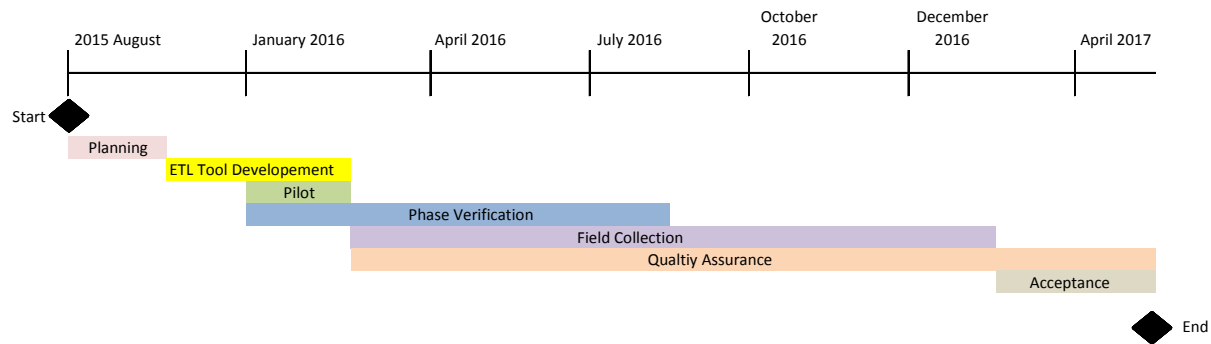 October
December
2015 August
January 2016
April 2016
July 2016
2016
2016
April 2017
Start
Planning
ETL Tool Developement
Pilot
Phase Verification
Field Collection
Qualtiy Assurance
Acceptance
End